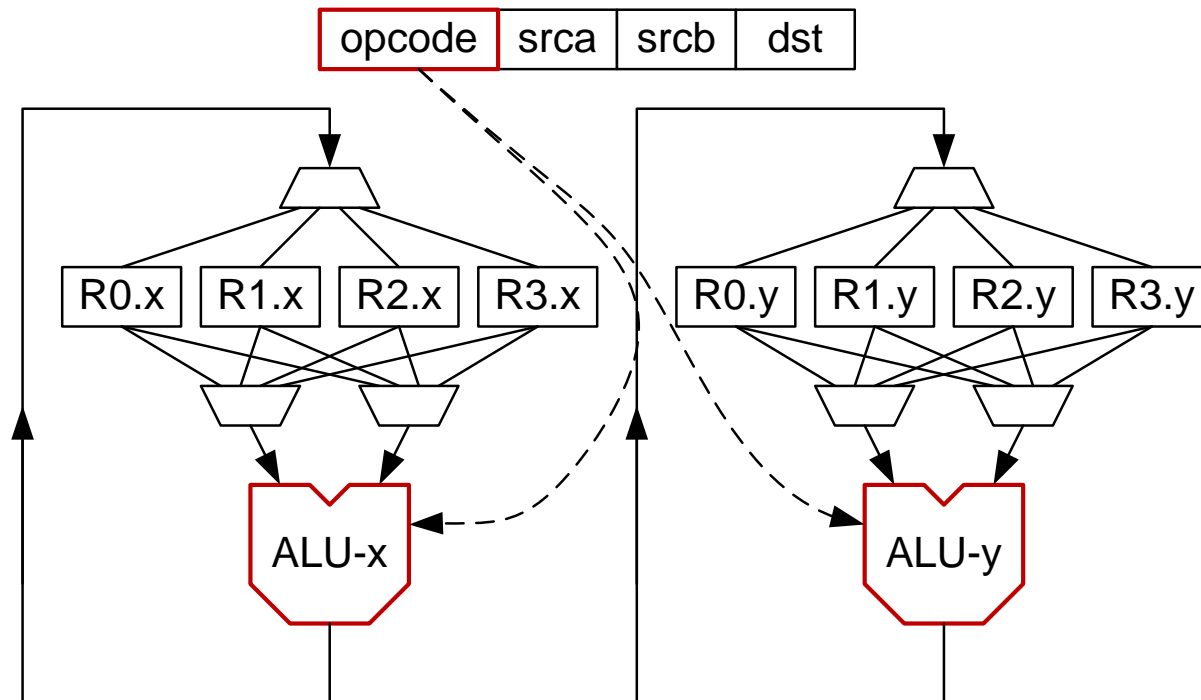 opcode srca srcb dst
R0.x R1.x R2.x R3.x R0.y R1.y R2.y R3.y
ALU-x ALU-y